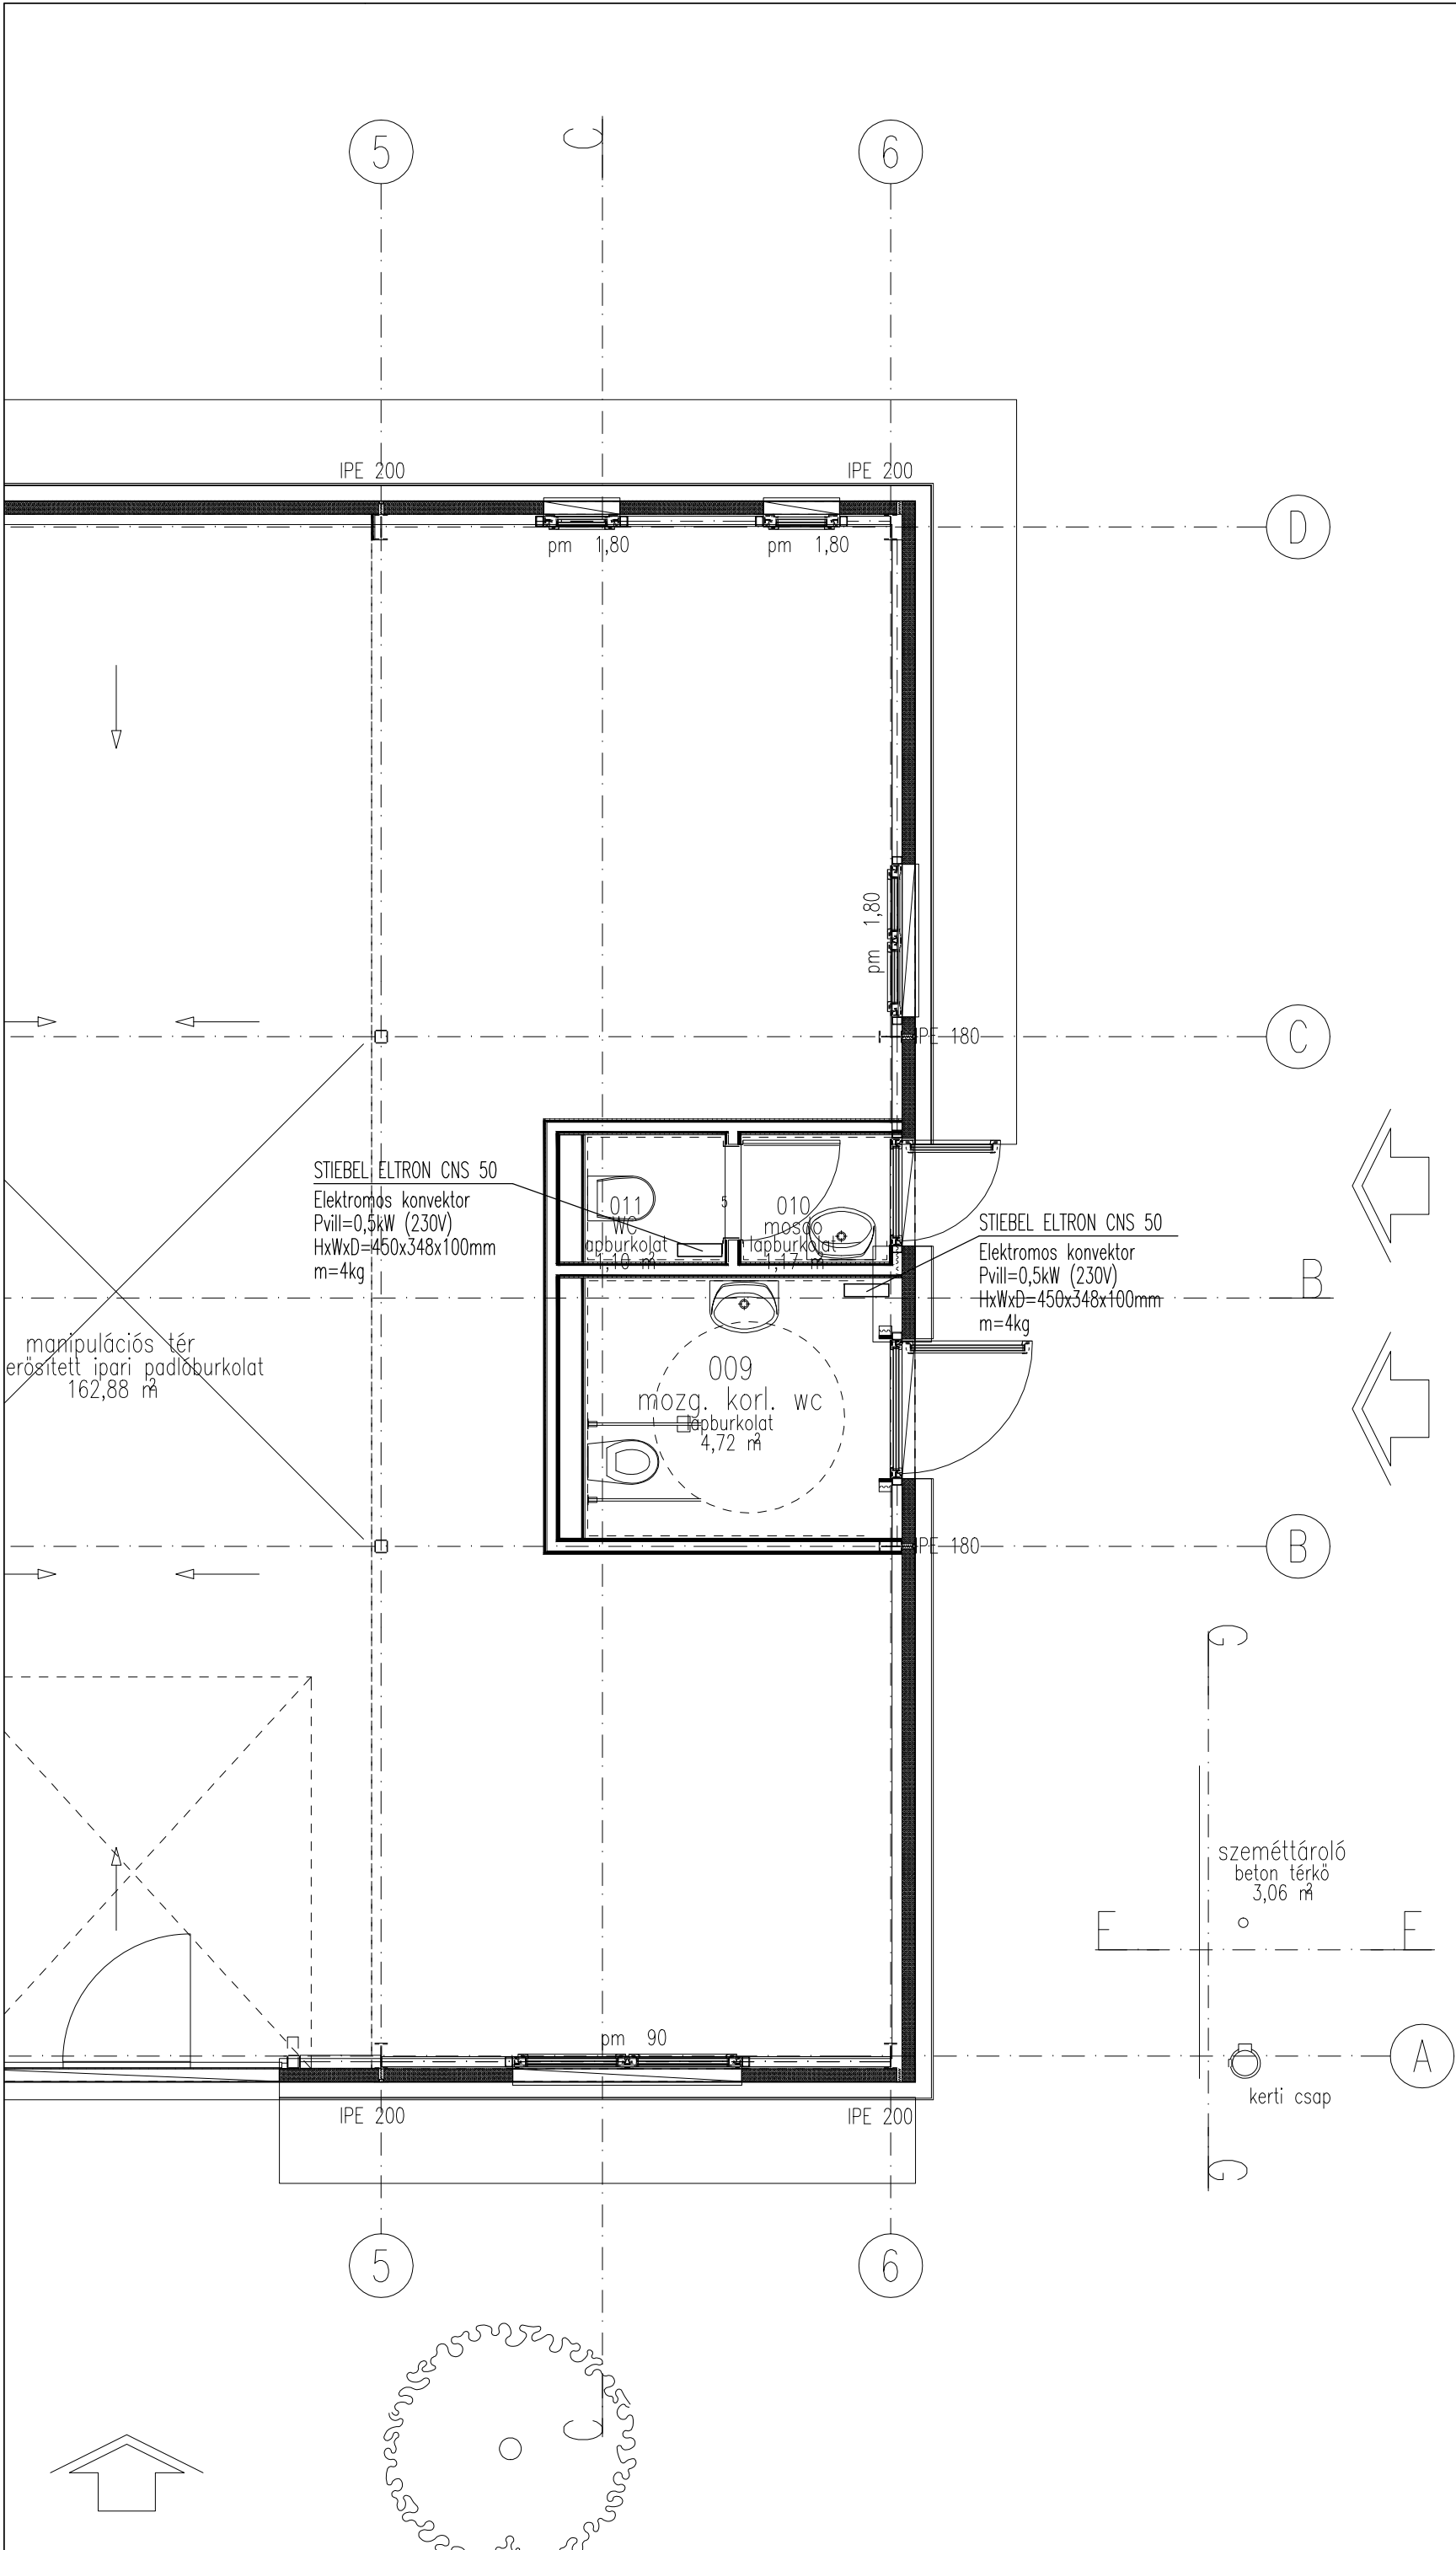 5
C
6
IPE 200
IPE 200
D
pm 1,80
pm 1,80
pm 1,80
IPE 180
C
STIEBEL ELTRON CNS 50
Elektromos konvektor
Pvill=0,5kW (230V)
HxWxD=450x348x100mm
m=4kg
011
WC
lapburkolat
1,10 m²
5
010
mosdó
lapburkolat
1,17 m²
STIEBEL ELTRON CNS 50
Elektromos konvektor
Pvill=0,5kW (230V)
HxWxD=450x348x100mm
m=4kg
B
manipulációs tér
erősített ipari padlóburkolat
162,88 m²
009
mozg. korl. wc
lapburkolat
4,72 m²
IPE 180
B
G
szeméttároló
beton térkő
3,06 m²
pm 90
A
kerti csap
IPE 200
IPE 200
G
5
6
C